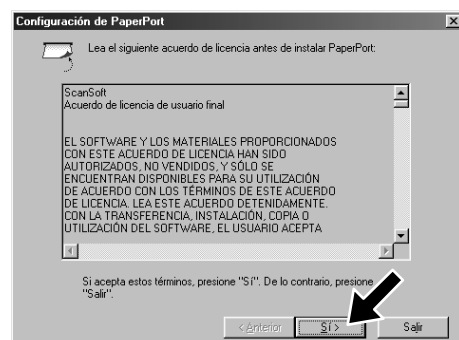 Configuración de PaperPort
Lea el siguiente acuerdo de licencia antes de instalar PaperPort:
ScanSoft
Acuerdo de licencia de usuario final
EL SOFTWARE Y LOS MATERIALES PROPORCIONADOS
CON ESTE ACUERDO DE LICENCIA HAN SIDO
AUTORIZADOS, NO VENDIDOS, Y SÓLO SE
ENCUENTRAN DISPONIBLES PARA SU UTILIZACIÓN
DE ACUERDO CON LOS TÉRMINOS DE ESTE ACUERDO
DE LICENCIA. LEA ESTE ACUERDO DETENIDAMENTE.
CON LA TRANSFERENCIA, INSTALACIÓN, COPIA O
UTILIZACIÓN DEL SOFTWARE, EL USUARIO ACEPTA
Si acepta estos términos, presione "Sí". De lo contrario, presione
"Salir".
< Anterior Sí > Salir